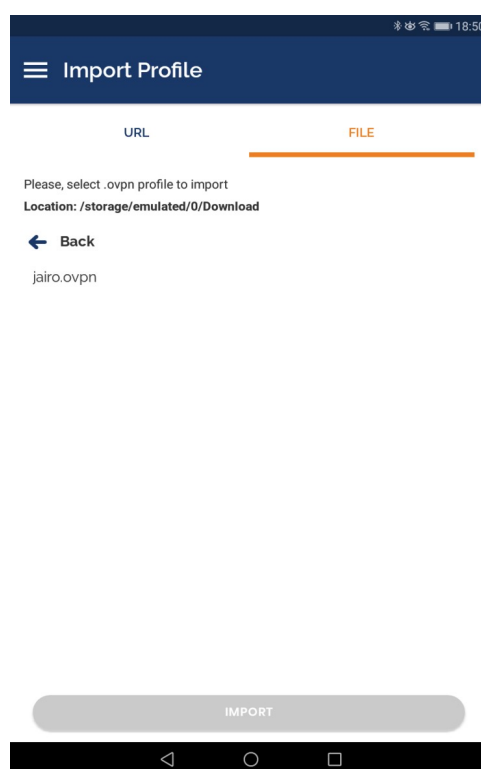 18:50
Import Profile
URL FILE
Please, select .ovpn profile to import
Location: /storage/emulated/0/Download
Back
jairo.ovpn
IMPORT